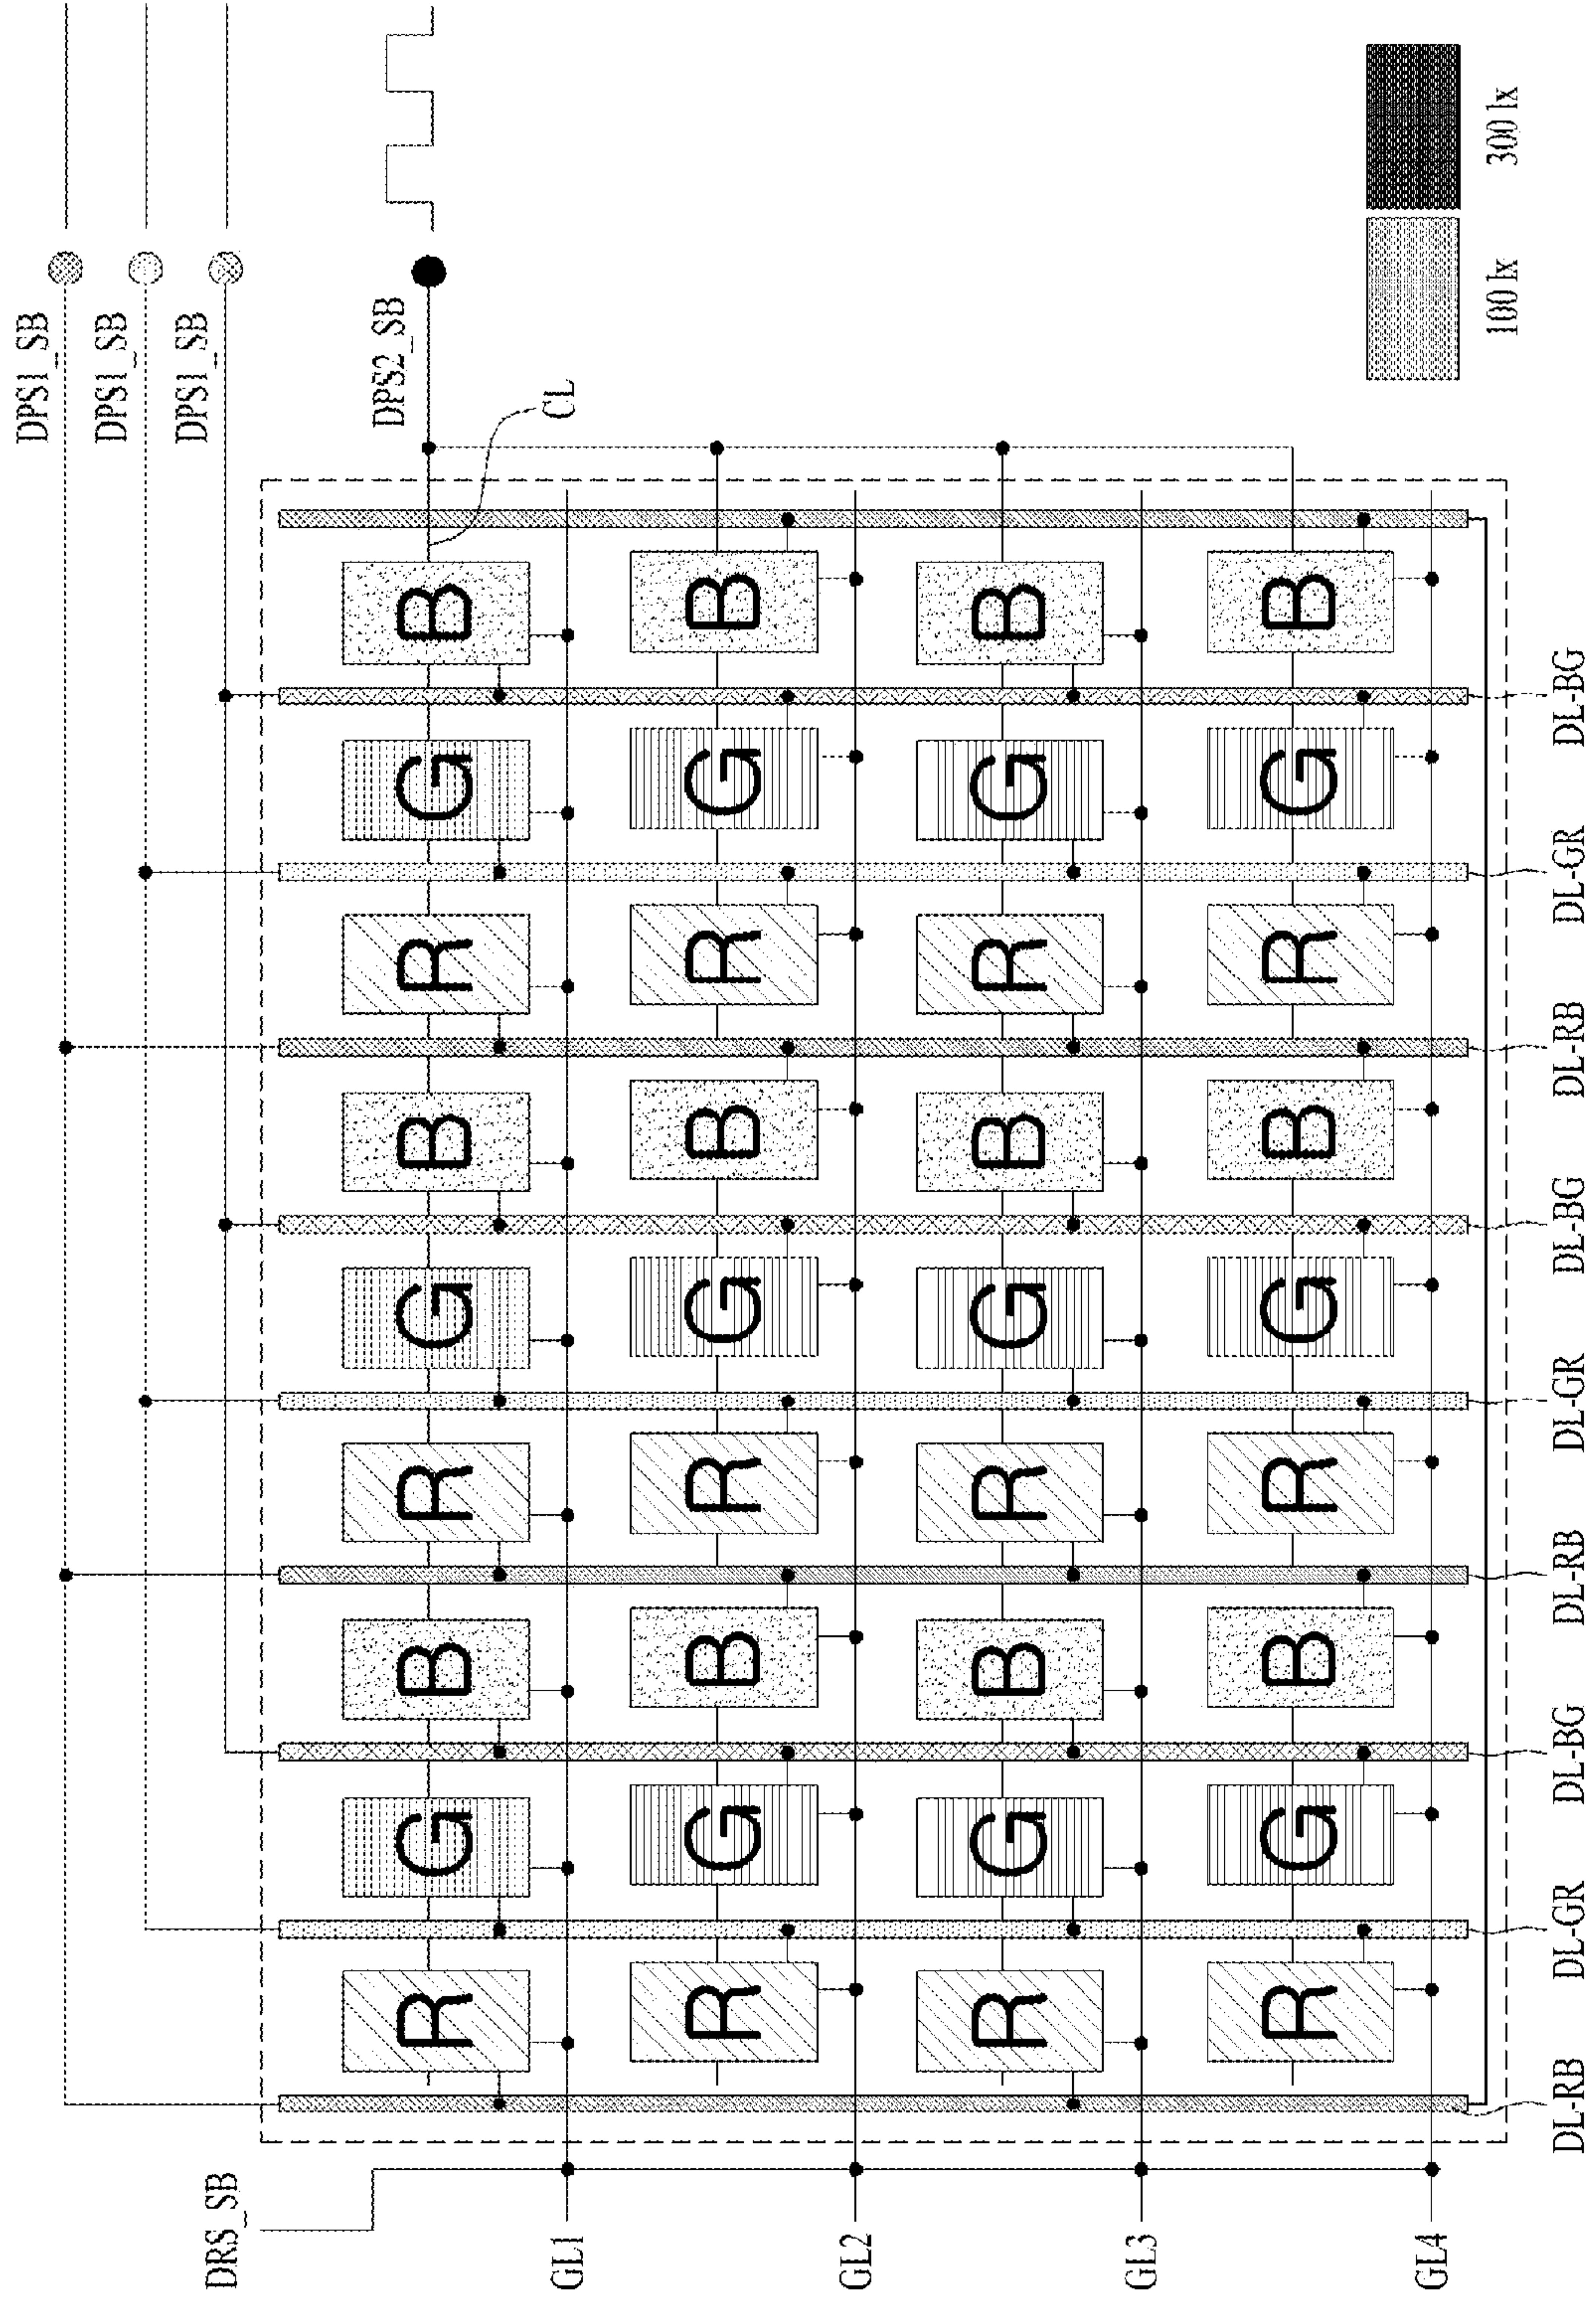 DPS1_SB
DPS1_SB
DPS1_SB
DRS_SB
DPS2_SB
R G B R G B R G B
CL
GL1
R G B R G B R G B
GL2
R G B R G B R G B
GL3
R G B R G B R G B
GL4
100 lx 300 lx
DL-RB DL-GR DL-BG DL-RB DL-GR DL-BG DL-RB DL-GR DL-BG